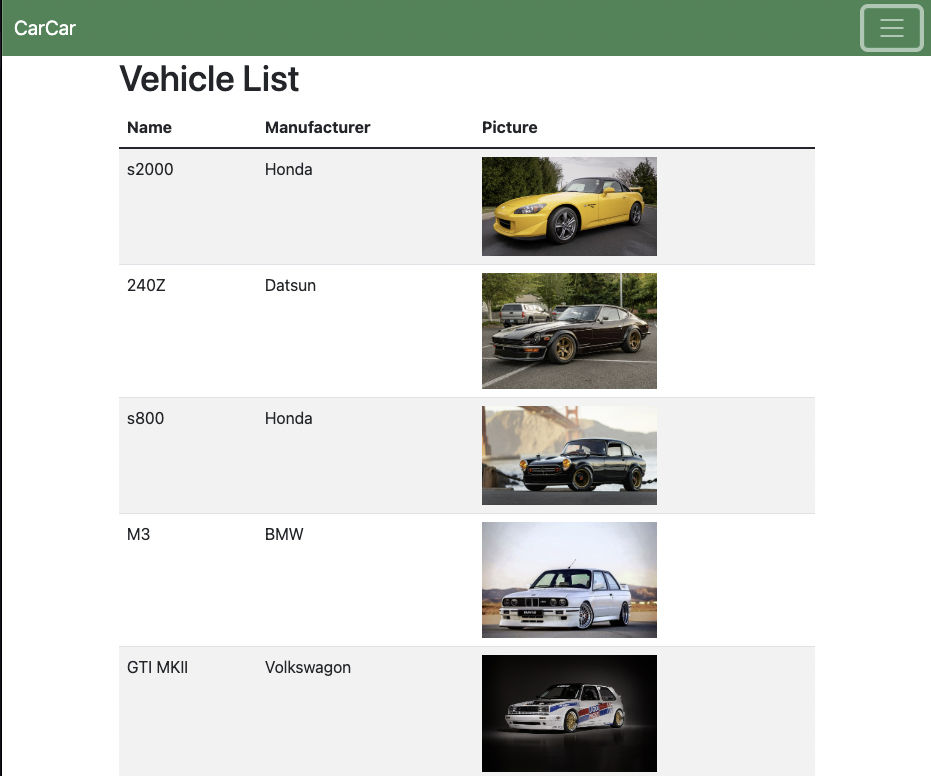 CarCar
Vehicle List
Name Manufacturer Picture
s2000 Honda
240Z Datsun
s800 Honda
M3 BMW
GTI MKII Volkswagon